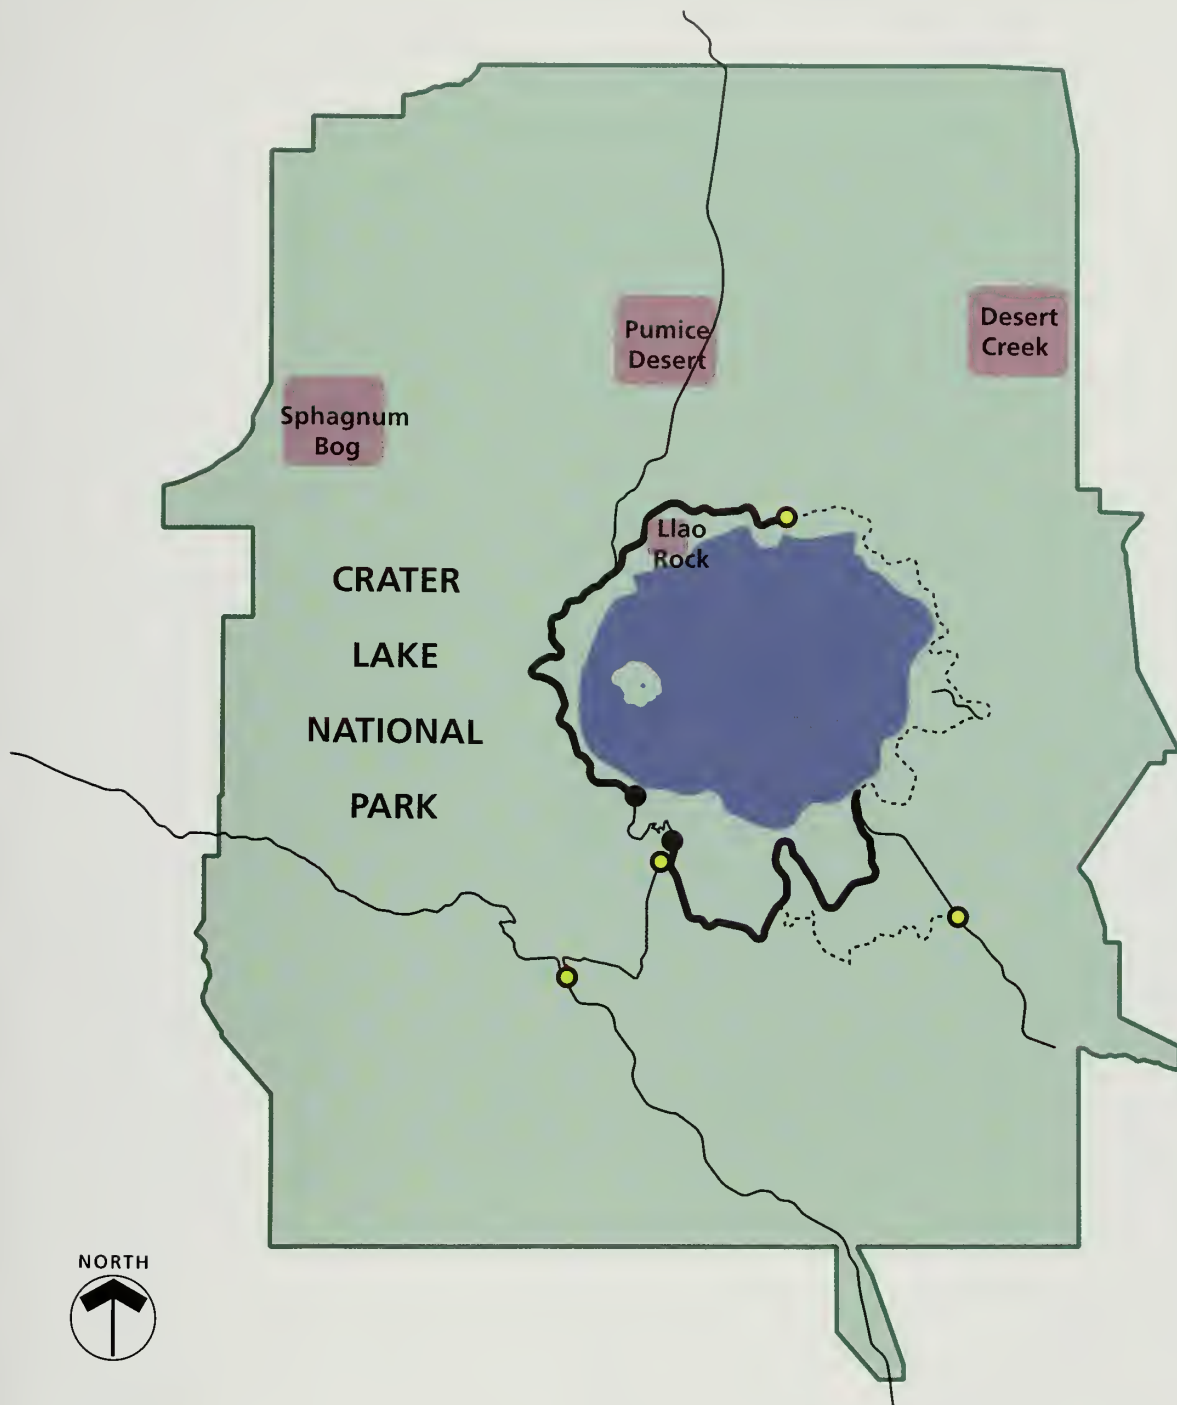 Pumice
Desert
Desert
Creek
Sphagnum
Bog
Llao
Rock
CRATER
LAKE
NATIONAL
PARK
NORTH